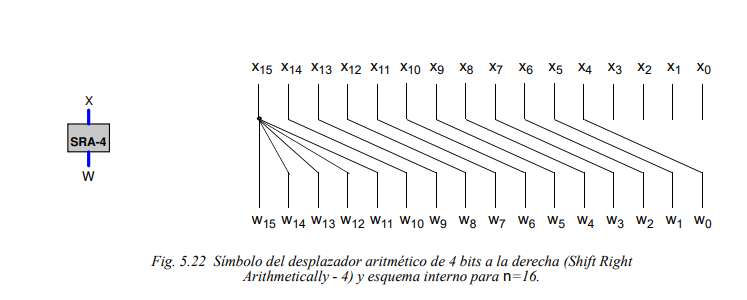 x15 x14 x13 x12 x11 x10 x9 x8 x7 x6 x5 x4 x3 x2 x1 x0
X
SRA-4
W
w15 w14 w13 w12 w11 w10 w9 w8 w7 w6 w5 w4 w3 w2 w1 w0
Fig. 5.22 Símbolo del desplazador aritmético de 4 bits a la derecha (Shift Right
Arithmetically - 4) y esquema interno para n=16.